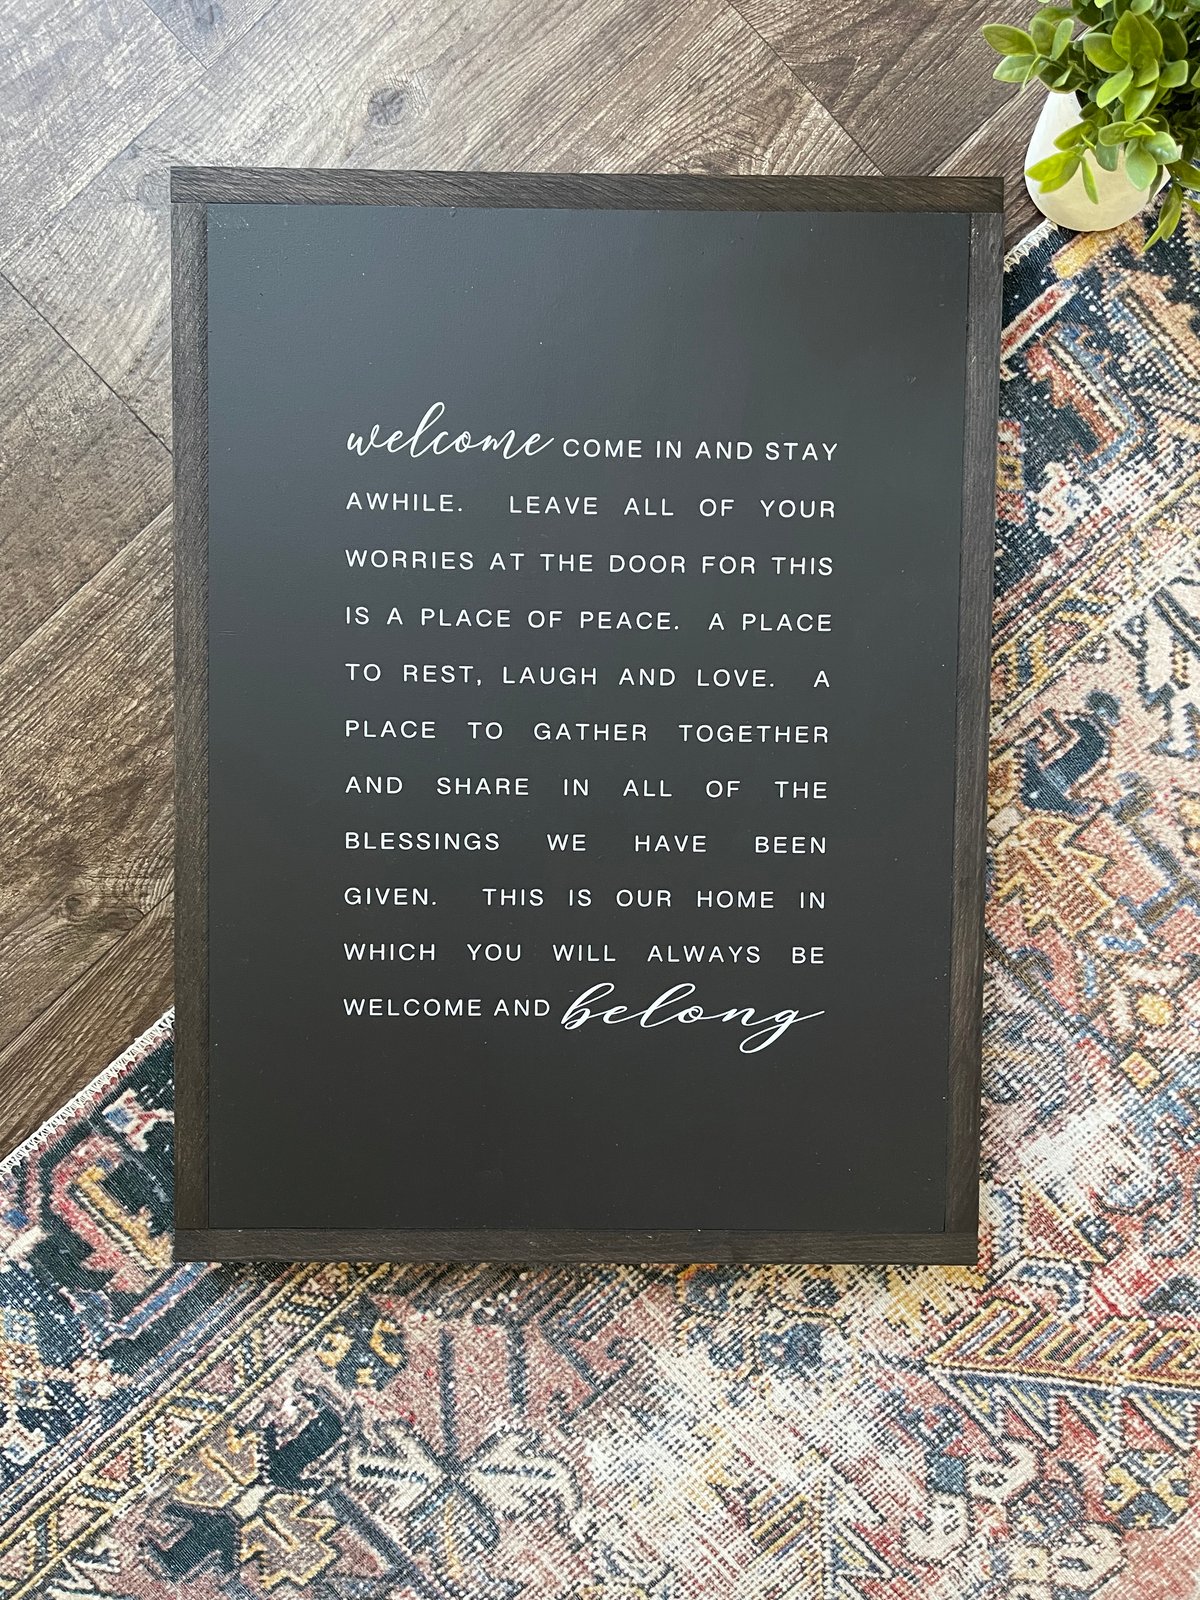 welcome COME IN AND STAY
AWHILE. LEAVE ALL OF YOUR
WORRIES AT THE DOOR FOR THIS
IS A PLACE OF PEACE. A PLACE
TO REST, LAUGH AND LOVE. A
PLACE TO GATHER TOGETHER
AND SHARE IN ALL OF THE
BLESSINGS WE HAVE BEEN
GIVEN. THIS IS OUR HOME IN
WHICH YOU WILL ALWAYS BE
WELCOME AND belong